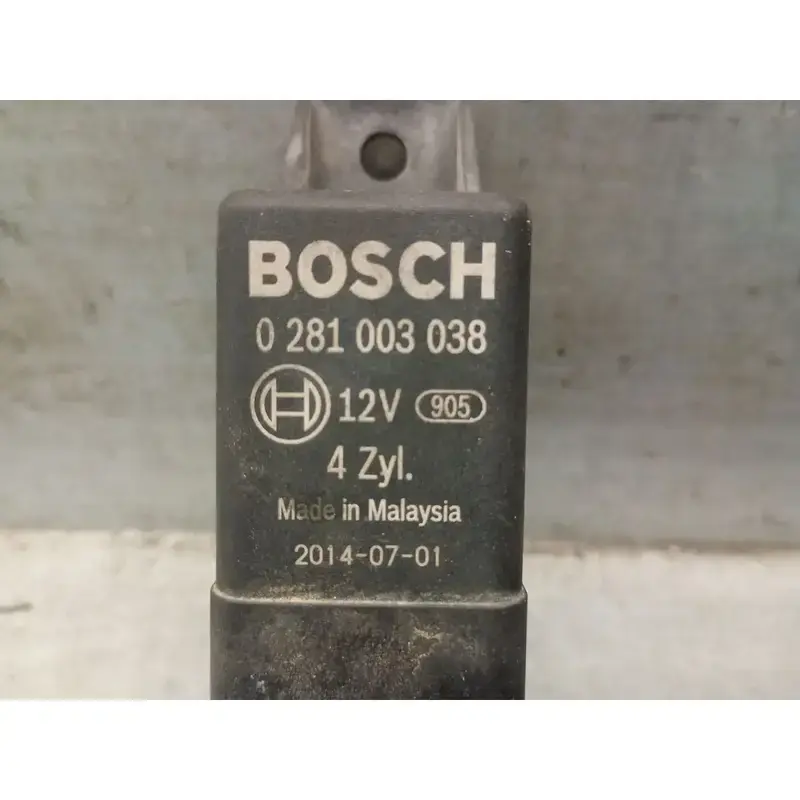 BOSCH
0 281 003 038
12V 905
4 Zyl.
Made in Malaysia
2014-07-01